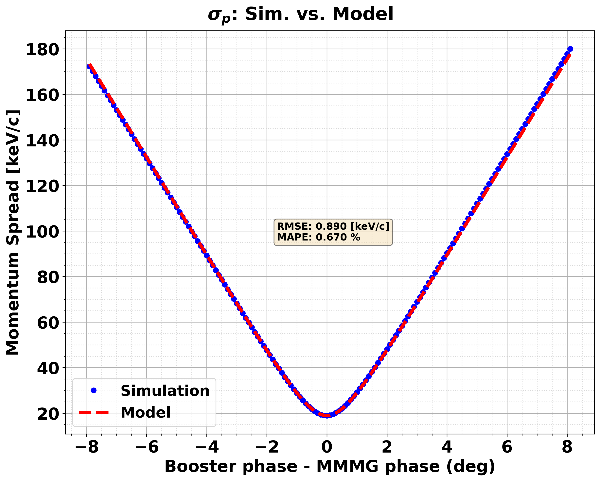 σp: Sim. vs. Model
Momentum Spread [keV/c]
180
160
140
120
100
80
60
40
20
RMSE: 0.890 [keV/c]
MAPE: 0.670 %
Simulation
Model
−8 −6 −4 −2 0 2 4 6 8
Booster phase - MMMG phase (deg)